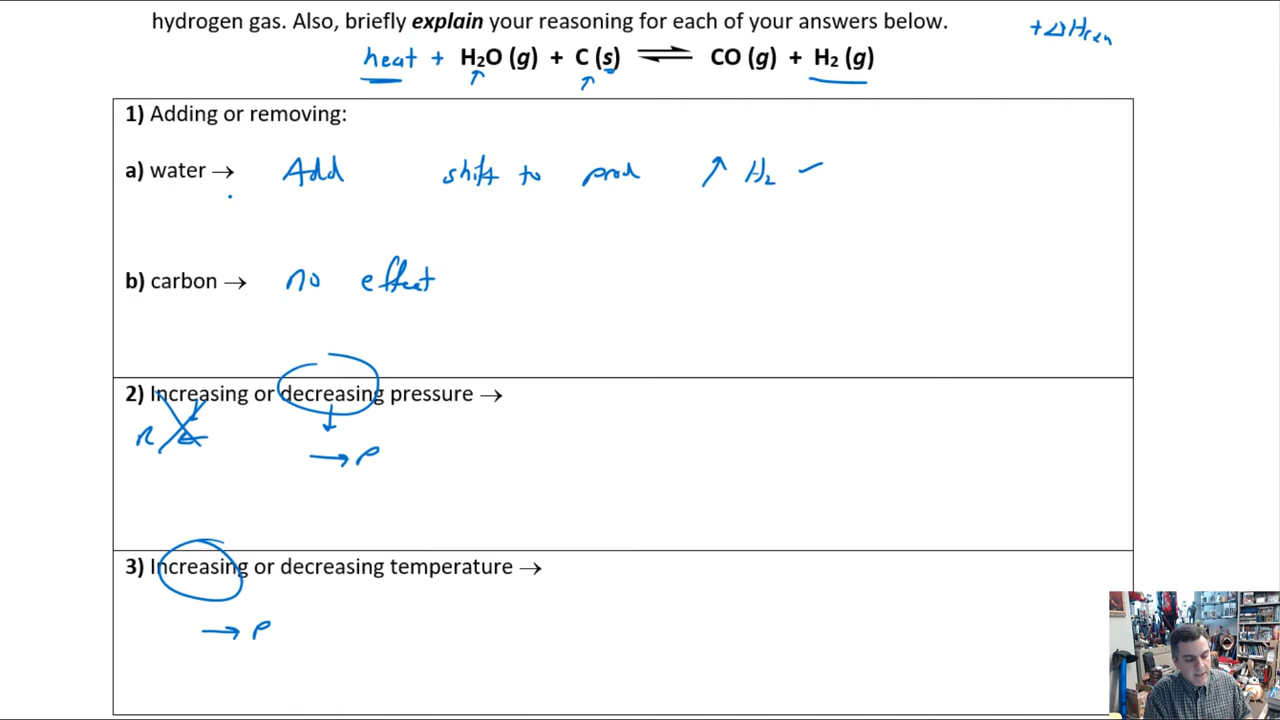 hydrogen gas. Also, briefly explain your reasoning for each of your answers below.
+ΔHrxn
heat + H₂O (g) + C (s) ⇌ CO (g) + H₂ (g)
1) Adding or removing:
a) water → Add shift to prod ↑ H₂ ✓
b) carbon → no effect
2) Increasing or decreasing pressure →
R
→ P
3) Increasing or decreasing temperature →
→ P